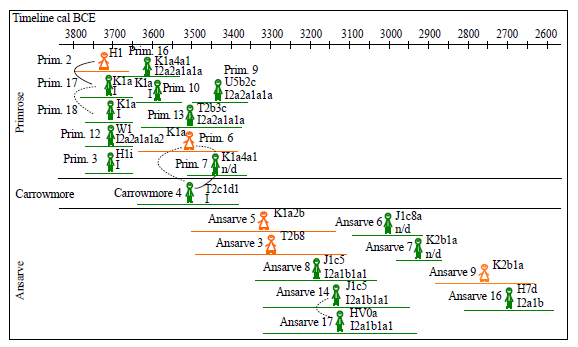 Timeline cal BCE
3800 3700 3600 3500 3400 3300 3200 3100 3000 2900 2800 2700 2600
Prim. 2 H1 Prim. 16 K1a4a1
I2a2a1a1a
Prim. 17 K1a
I
K1a
I
Prim. 10
Prim. 9
U5b2c
I2a2a1a1a
Prim. 18 K1a
I
Prim. 13 T2b3c
I2a2a1a1a
Prim. 12 W1
I2a2a1a1a2
K1a Prim. 6
Prim. 3 H1i
I
Prim. 7 K1a4a1
n/d
Primrose
Carrowmore
Carrowmore 4 T2c1d1
I
Ansarve
Ansarve 5 K1a2b
Ansarve 6 J1c8a
n/d
Ansarve 3 T2b8
Ansarve 7 K2b1a
n/d
Ansarve 8 J1c5
I2a1b1a1
Ansarve 9 K2b1a
Ansarve 14 J1c5
I2a1b1a1
Ansarve 16 H7d
I2a1b
Ansarve 17 HV0a
I2a1b1a1